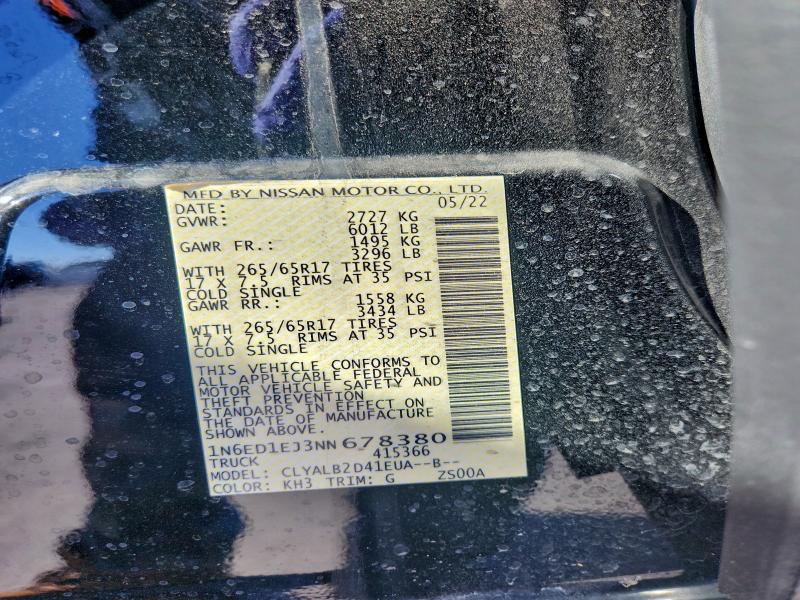 MFD BY NISSAN MOTOR CO., LTD.
DATE: 05/22
GVWR: 2727 KG
6012 LB
GAWR FR.: 1495 KG
3296 LB
WITH 265/65R17 TIRES
17 X 7.5 RIMS AT 35 PSI
COLD SINGLE
GAWR RR.: 1558 KG
3434 LB
WITH 265/65R17 TIRES
17 X 7.5 RIMS AT 35 PSI
COLD SINGLE
THIS VEHICLE CONFORMS TO
ALL APPLICABLE FEDERAL
MOTOR VEHICLE SAFETY AND
THEFT PREVENTION
STANDARDS IN EFFECT ON
THE DATE OF MANUFACTURE
SHOWN ABOVE.
1N6ED1EJ3NN678380
TRUCK 415366
MODEL: CLYALB2D41EUA--B--
COLOR: KH3 TRIM: G ZS00A